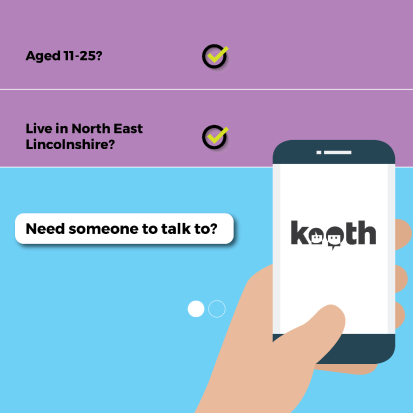 Aged 11-25?
Live in North East
Lincolnshire?
Need someone to talk to?
kooth